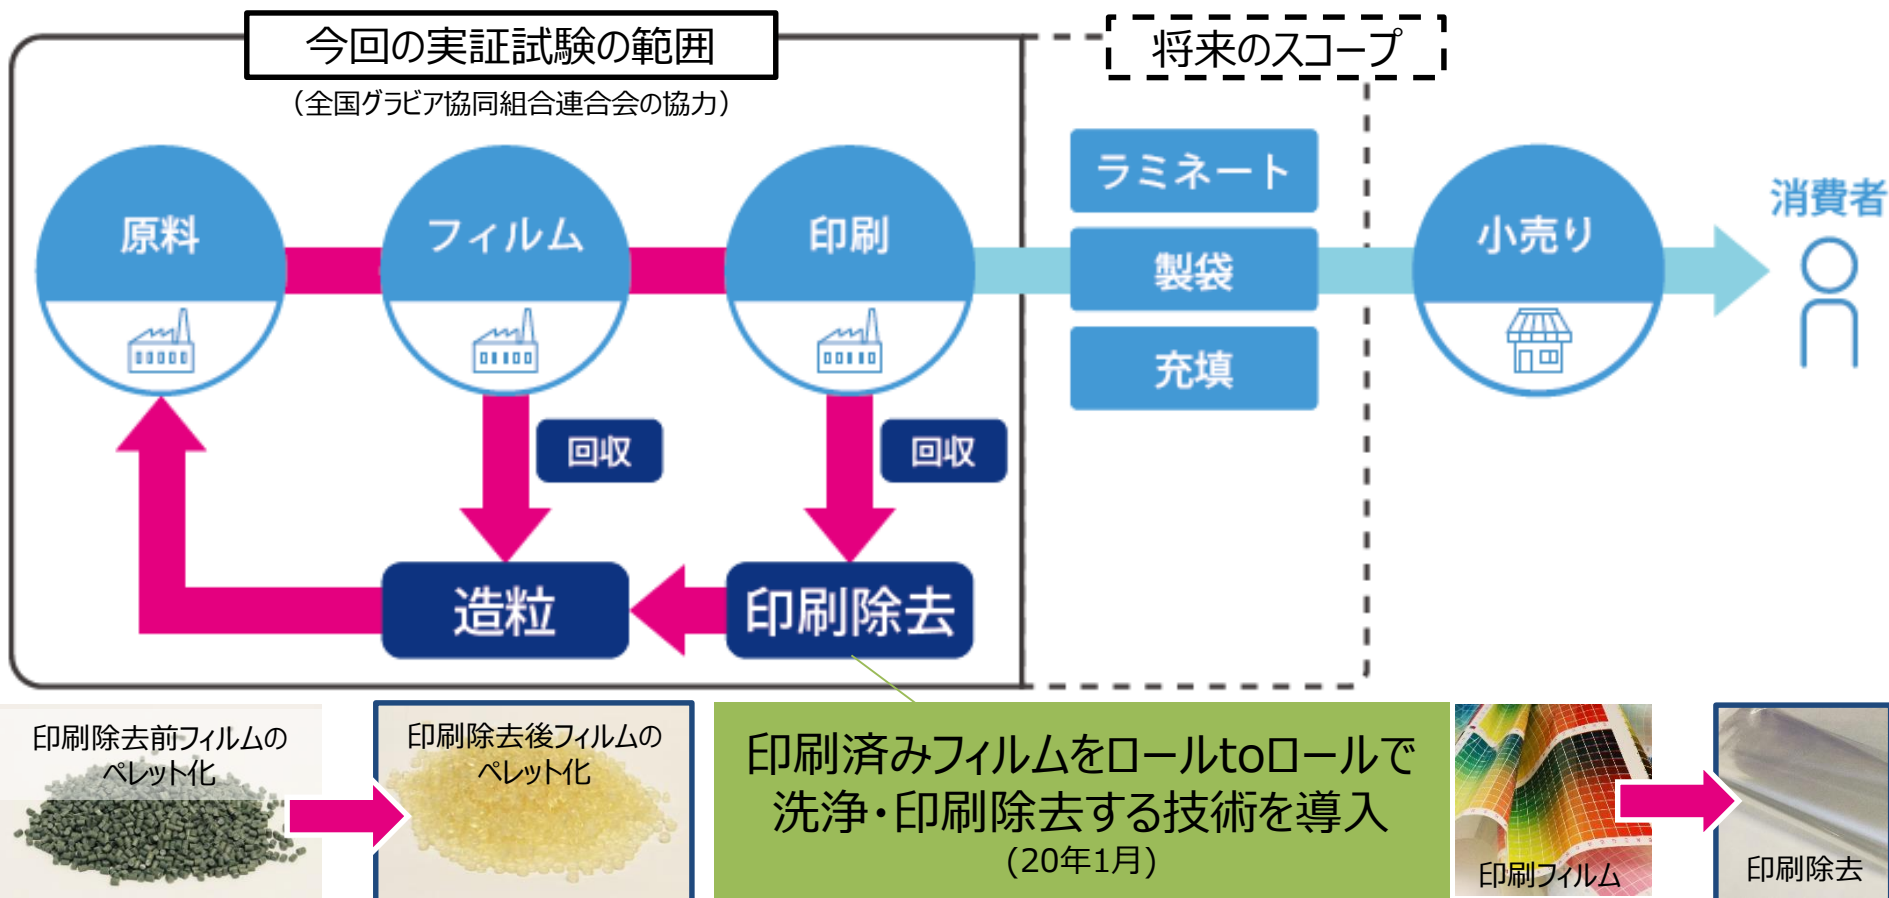 今回の実証試験の範囲
（全国グラビア協同組合連合会の協力）
将来のスコープ
原料
フィルム
印刷
ラミネート
製袋
充填
小売り
消費者
回収
回収
造粒
印刷除去
印刷除去前フィルムの
ペレット化
印刷除去後フィルムの
ペレット化
印刷済みフィルムをロールtoロールで
洗浄・印刷除去する技術を導入
(20年1月)
印刷フィルム
印刷除去